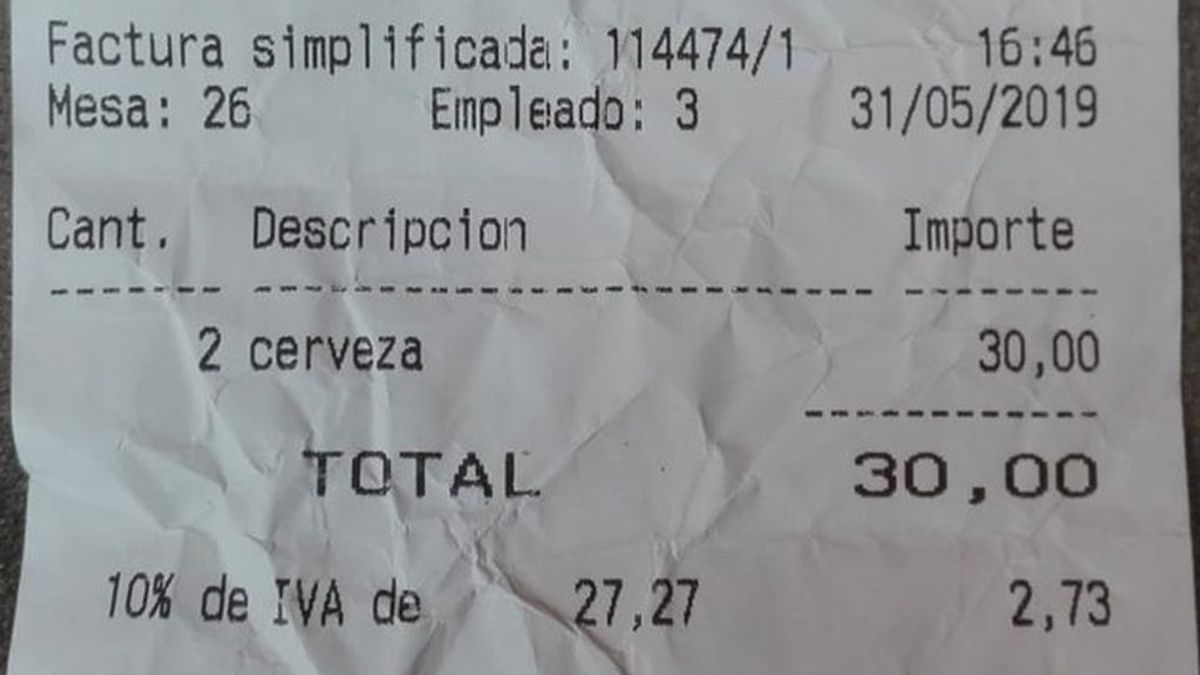 Factura simplificada: 114474/1 16:46
Mesa: 26 Empleado: 3 31/05/2019
Cant. Descripcion Importe
2 cerveza 30,00
TOTAL 30,00
10% de IVA de 27,27 2,73